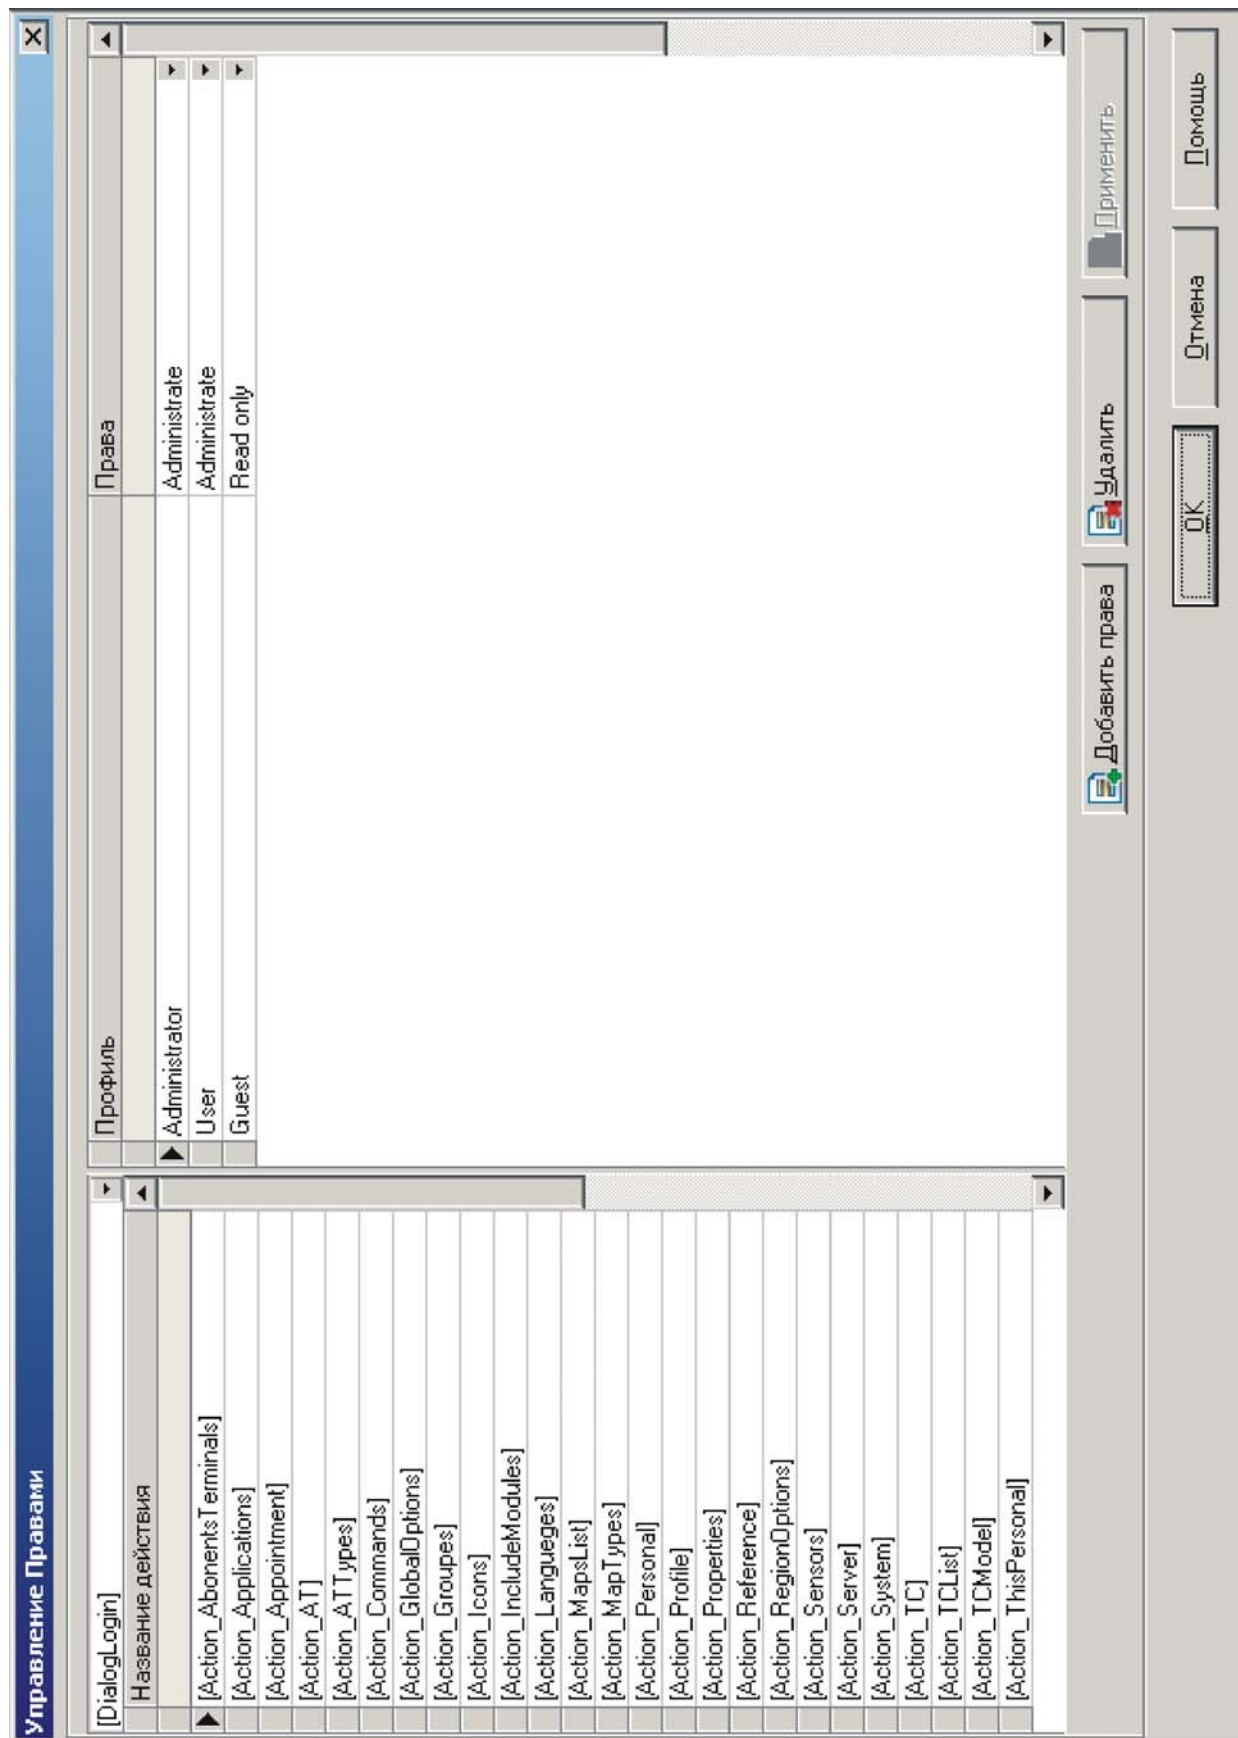 Управление Правами
[DialogLogin]
Название действия
[Action_AbonentsTerminals]
[Action_Applications]
[Action_Appointment]
[Action_AT]
[Action_ATTypes]
[Action_Commands]
[Action_GlobalOptions]
[Action_Groupes]
[Action_Icons]
[Action_IncludeModules]
[Action_Langueges]
[Action_MapsList]
[Action_MapTypes]
[Action_Personal]
[Action_Profile]
[Action_Properties]
[Action_Reference]
[Action_RegionOptions]
[Action_Sensors]
[Action_Server]
[Action_System]
[Action_TC]
[Action_TCList]
[Action_TCModel]
[Action_ThisPersonal]
Профиль Права
Administrator Administrate
User Administrate
Guest Read only
Добавить права Удалить Применить
OK Отмена Помощь